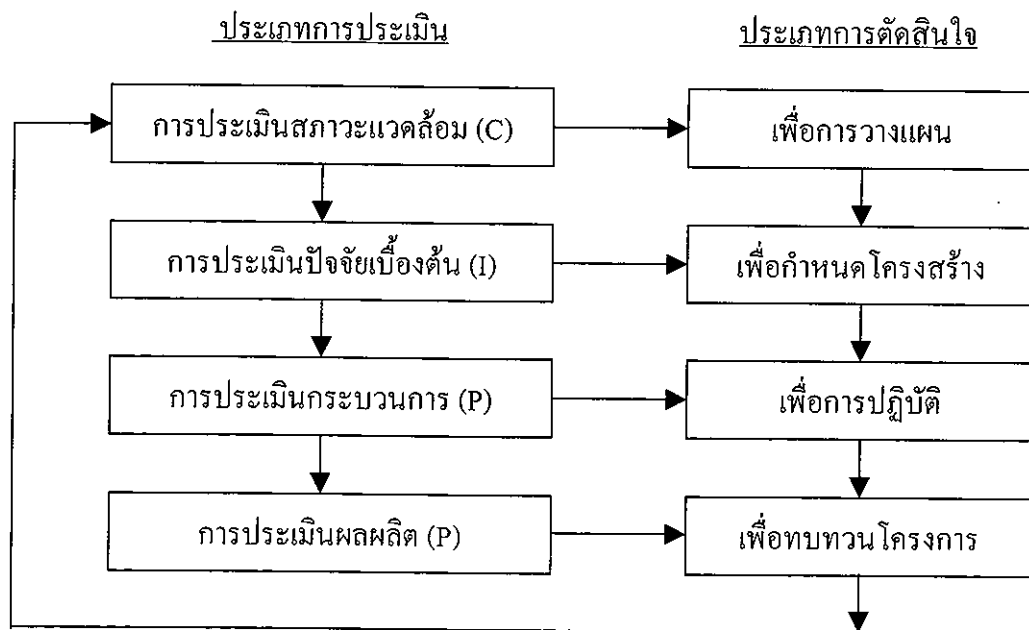 ประเภทการประเมิน
ประเภทการตัดสินใจ
การประเมินสภาวะแวดล้อม (C)
เพื่อการวางแผน
การประเมินปัจจัยเบื้องต้น (I)
เพื่อกำหนดโครงสร้าง
การประเมินกระบวนการ (P)
เพื่อการปฏิบัติ
การประเมินผลผลิต (P)
เพื่อทบทวนโครงการ